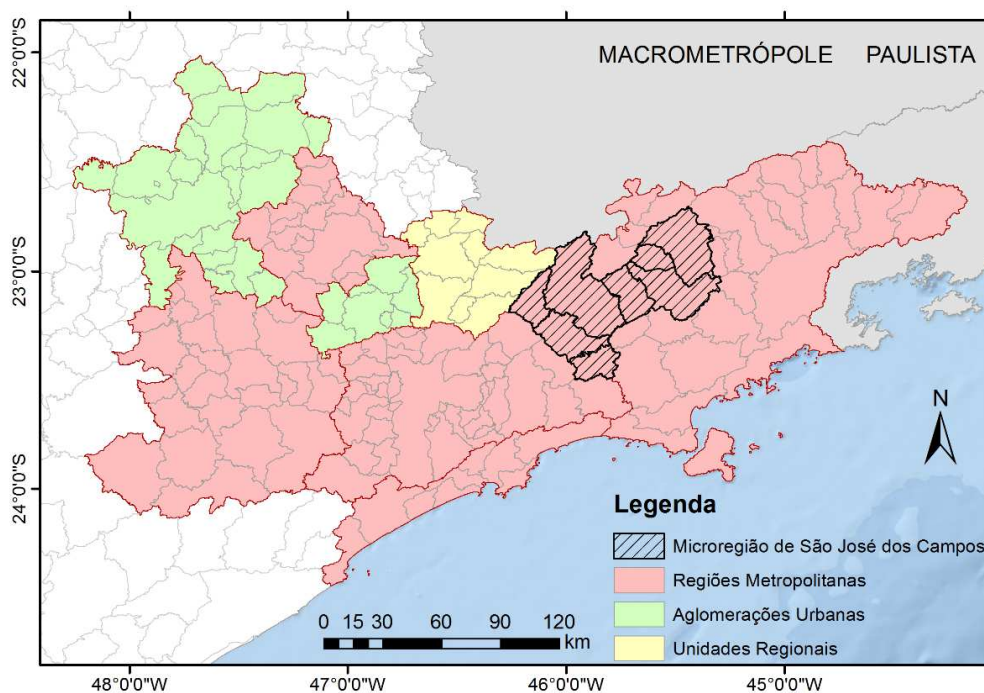 MACROMETRÓPOLE PAULISTA
22°0'0"S
23°0'0"S
24°0'0"S
N
Legenda
Microregião de São José dos Campos
Regiões Metropolitanas
Aglomerações Urbanas
Unidades Regionais
0 15 30 60 90 120
km
48°0'0"W 47°0'0"W 46°0'0"W 45°0'0"W